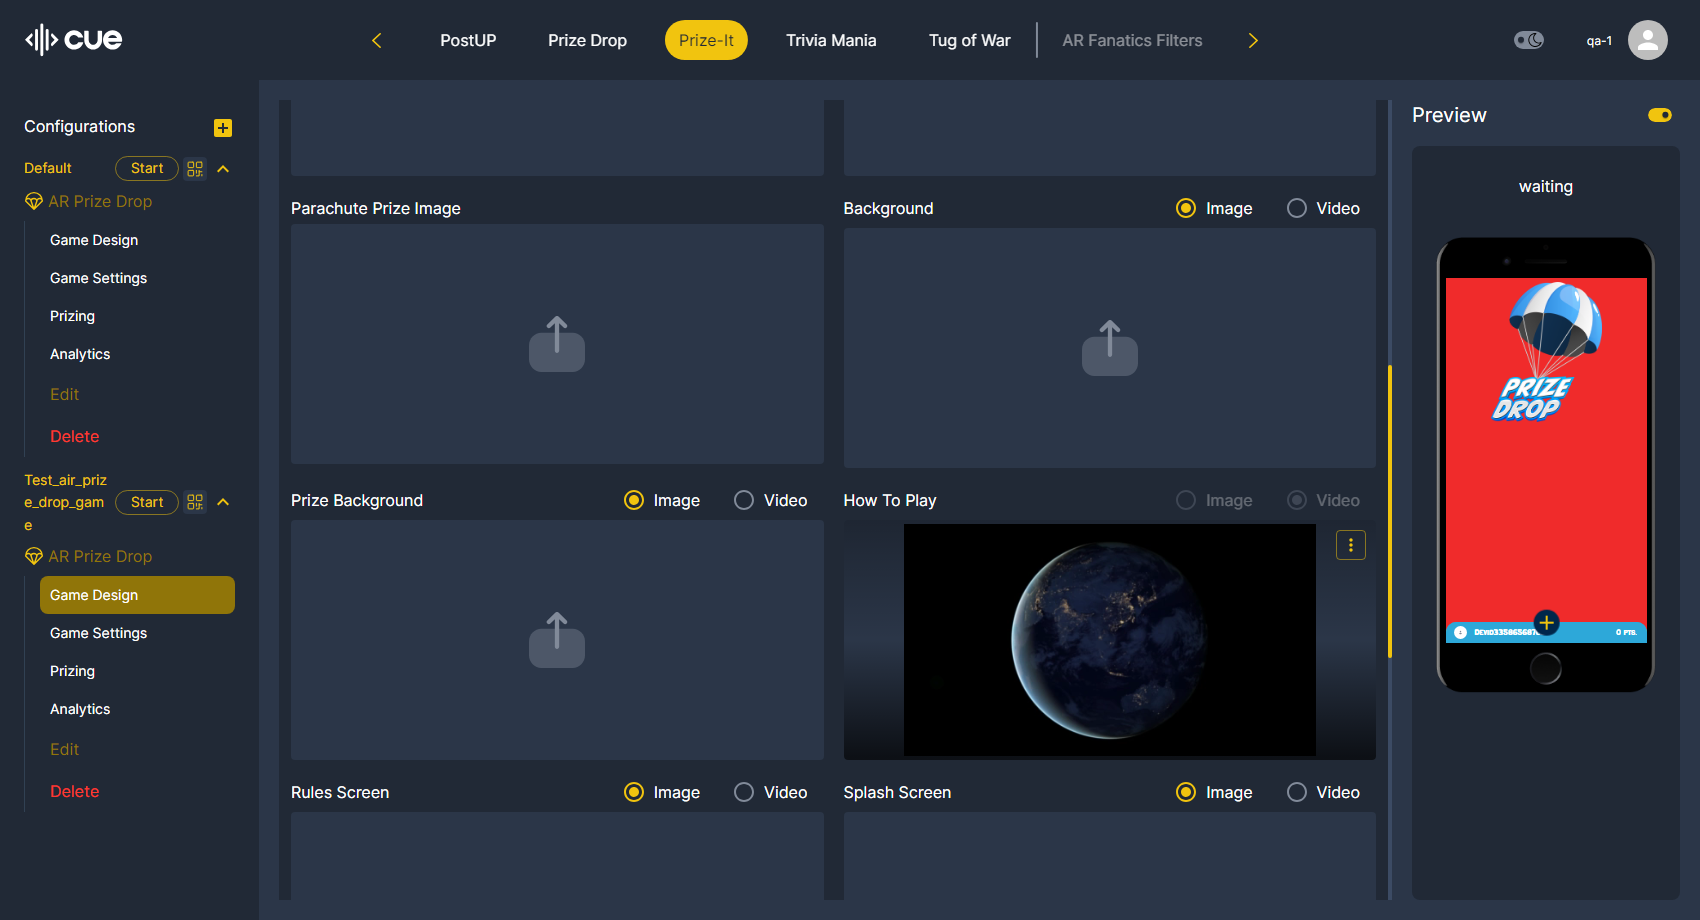 cue
PostUP
Prize Drop
Prize-It
Trivia Mania
Tug of War
AR Fanatics Filters
qa-1
Configurations
Default
Start
AR Prize Drop
Game Design
Game Settings
Prizing
Analytics
Edit
Delete
Test_air_priz
e_drop_gam
e
Start
AR Prize Drop
Game Design
Game Settings
Prizing
Analytics
Edit
Delete
Parachute Prize Image
Background
Image
Video
Prize Background
Image
Video
How To Play
Image
Video
Rules Screen
Image
Video
Splash Screen
Image
Video
Preview
waiting
PRIZE
DROP
0 PTS.